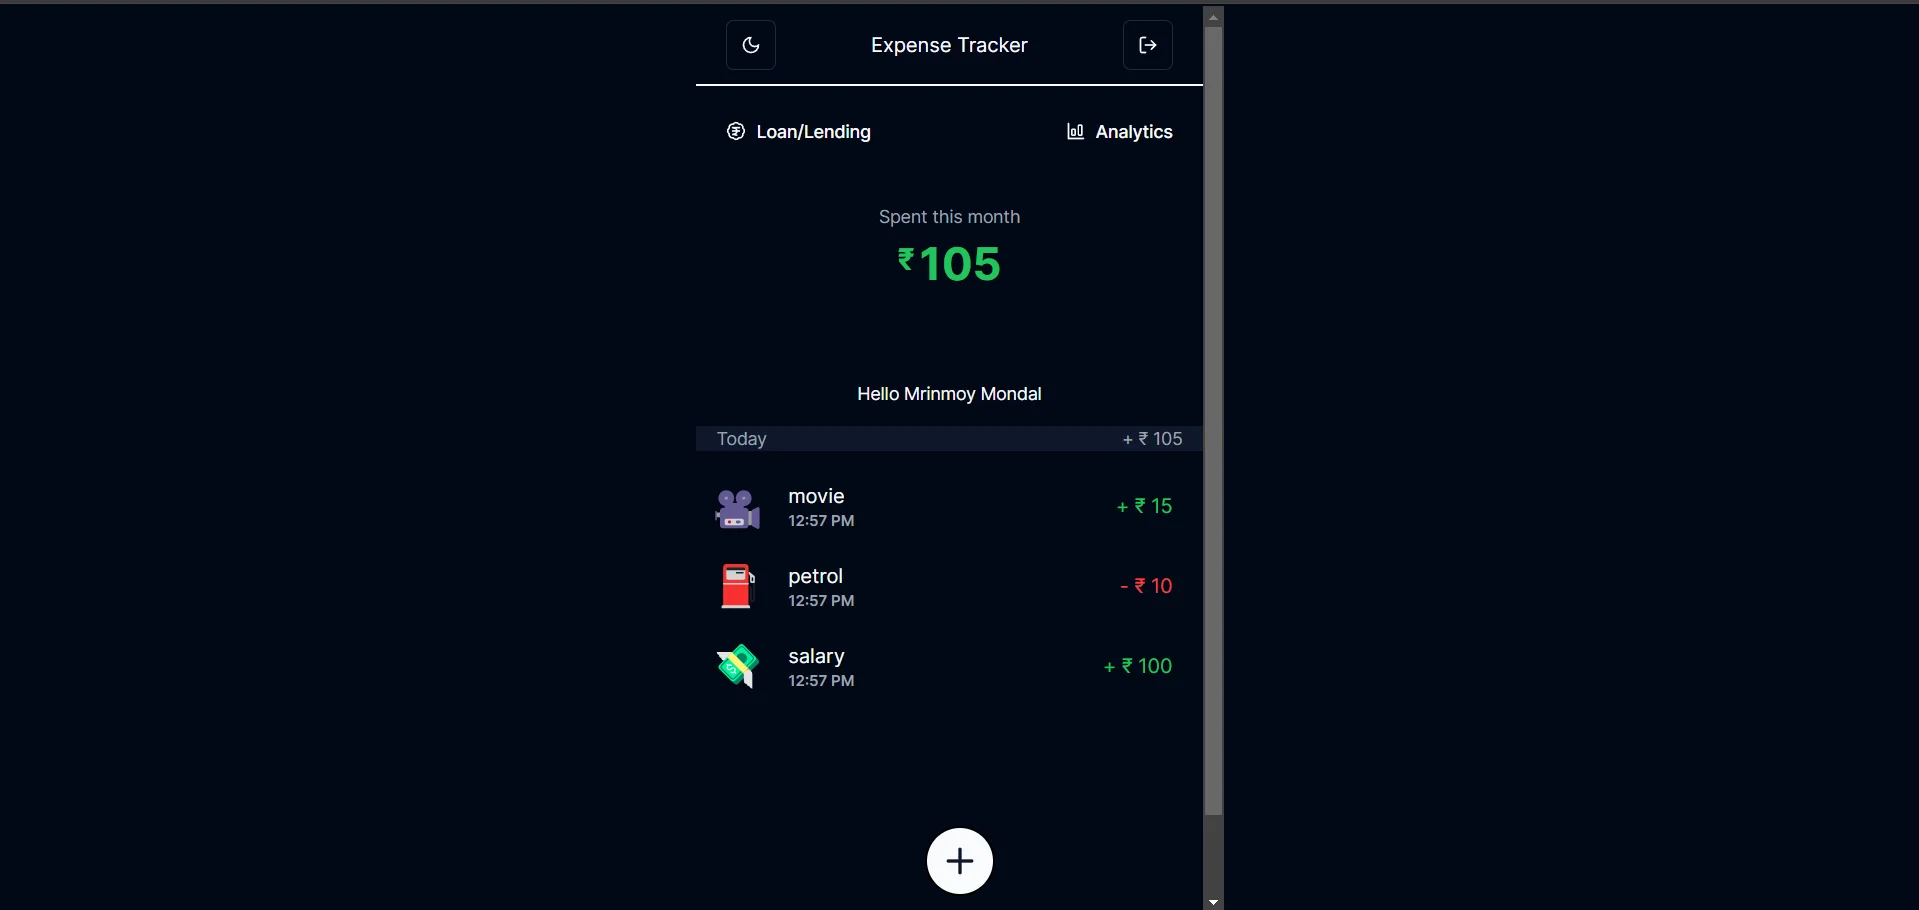 Expense Tracker
Loan/Lending Analytics
Spent this month
₹105
Hello Mrinmoy Mondal
Today + ₹ 105
movie
12:57 PM
+ ₹ 15
petrol
12:57 PM
- ₹ 10
salary
12:57 PM
+ ₹ 100